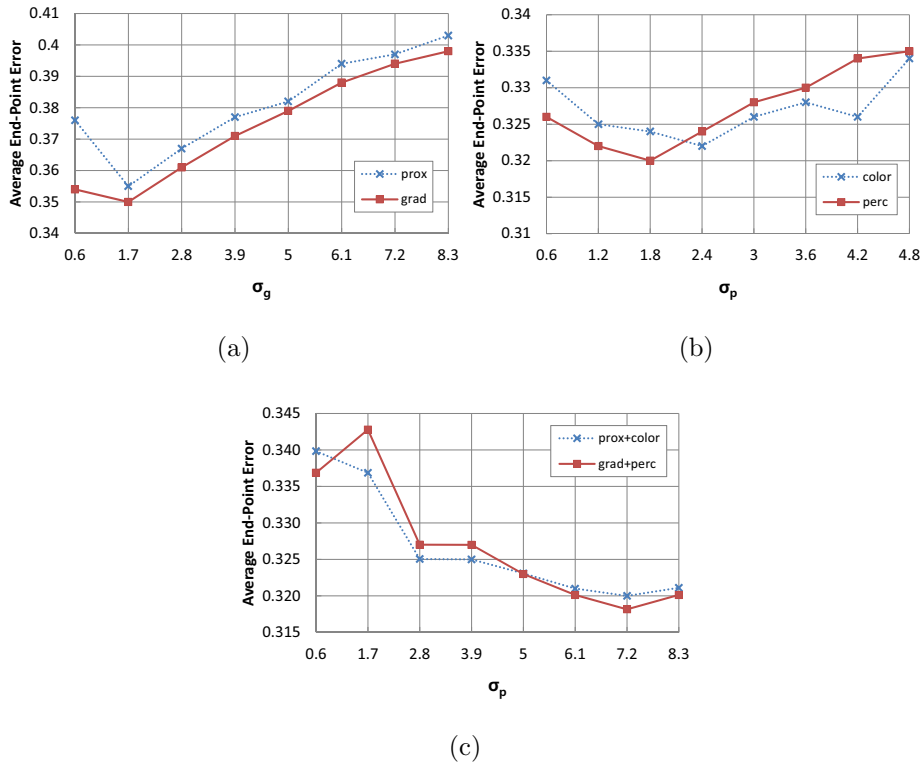 0.41
0.4
0.39
0.38
0.37
0.36
0.35
0.34
Average End-Point Error
prox
grad
0.6 1.7 2.8 3.9 5 6.1 7.2 8.3
σg
(a)
0.34
0.335
0.33
0.325
0.32
0.315
0.31
Average End-Point Error
color
perc
0.6 1.2 1.8 2.4 3 3.6 4.2 4.8
σp
(b)
0.345
0.340
0.335
0.330
0.325
0.320
0.315
Average End-Point Error
prox+color
grad+perc
0.6 1.7 2.8 3.9 5 6.1 7.2 8.3
σp
(c)